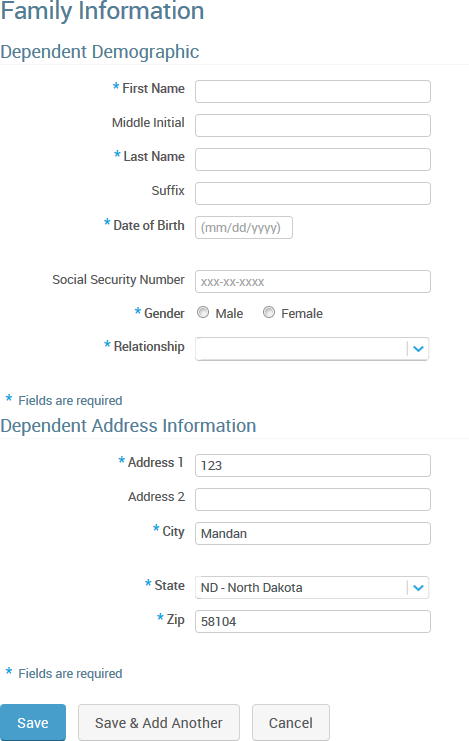 Family Information
Dependent Demographic
* First Name
Middle Initial
* Last Name
Suffix
* Date of Birth (mm/dd/yyyy)
Social Security Number xxx-xx-xxxx
* Gender Male Female
* Relationship
* Fields are required
Dependent Address Information
* Address 1 123
Address 2
* City Mandan
* State ND - North Dakota
* Zip 58104
* Fields are required
Save Save & Add Another Cancel